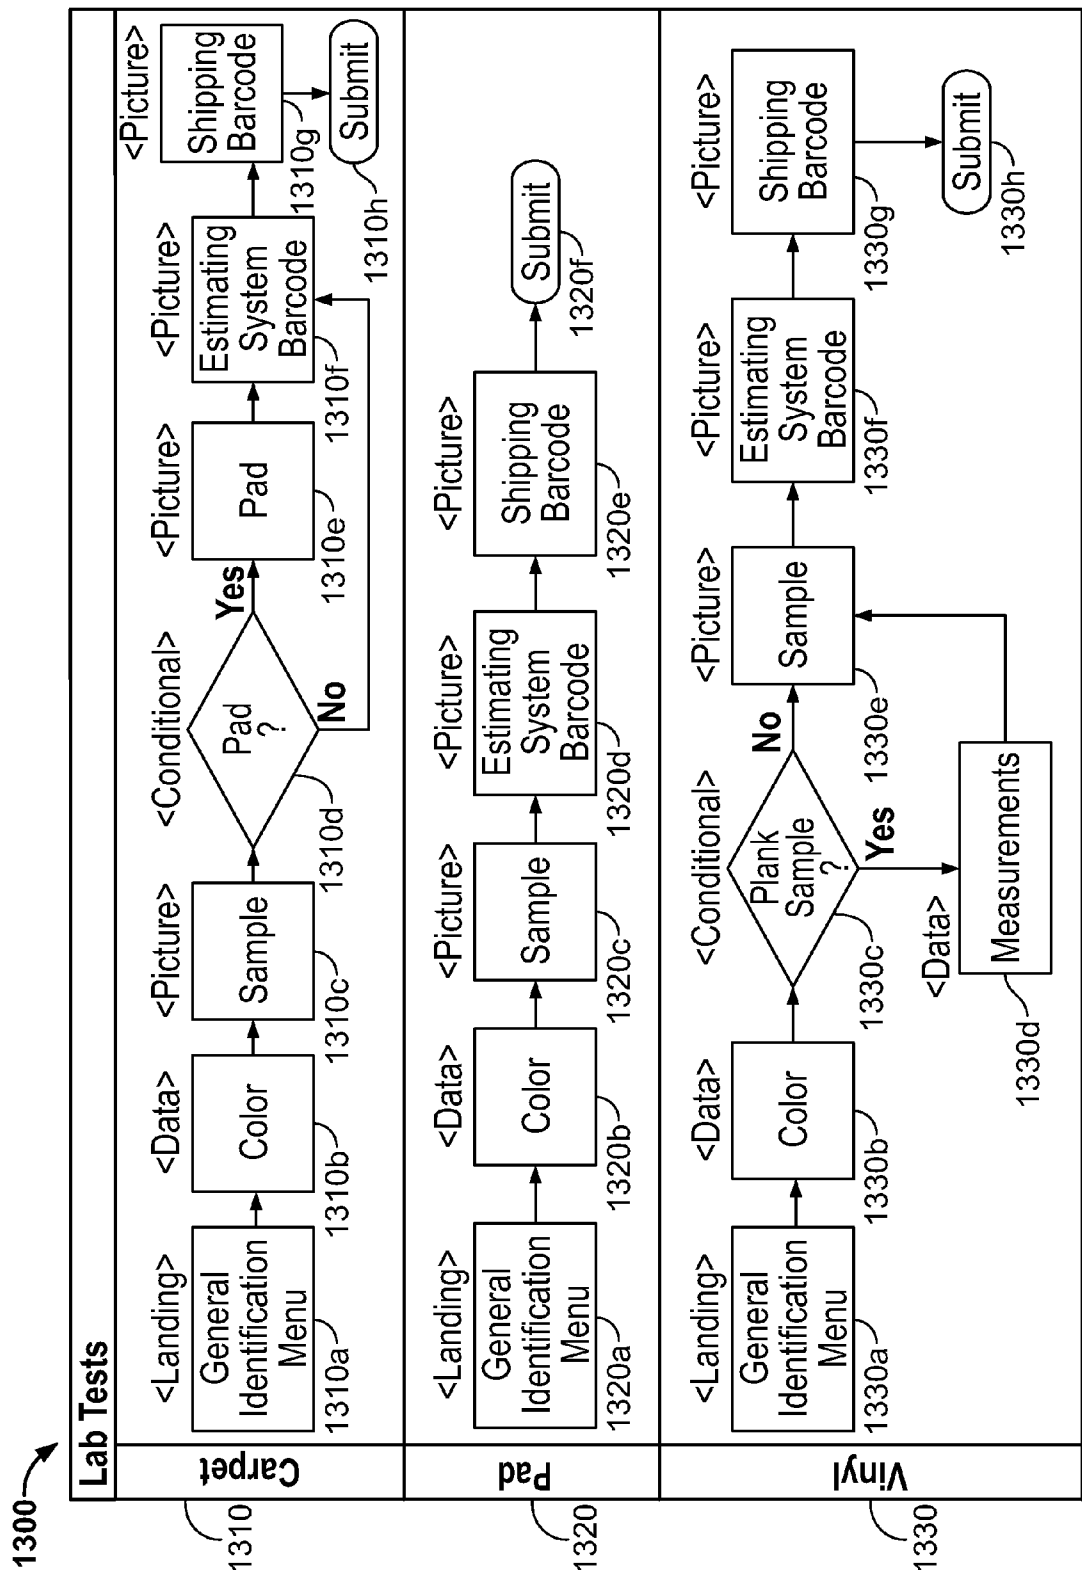 1300
Lab Tests
Carpet
1310
<Landing>
General
Identification
Menu
1310a
<Data>
Color
1310b
<Picture>
Sample
1310c
<Conditional>
Pad
?
1310d
Yes
No
<Picture>
Pad
1310e
<Picture>
Estimating
System
Barcode
1310f
<Picture>
Shipping
Barcode
1310g
Submit
1310h
Pad
1320
<Landing>
General
Identification
Menu
1320a
<Data>
Color
1320b
<Picture>
Sample
1320c
<Picture>
Estimating
System
Barcode
1320d
<Picture>
Shipping
Barcode
1320e
Submit
1320f
Vinyl
1330
<Landing>
General
Identification
Menu
1330a
<Data>
Color
1330b
<Conditional>
Plank
Sample
?
1330c
No
Yes
<Data>
Measurements
1330d
<Picture>
Sample
1330e
<Picture>
Estimating
System
Barcode
1330f
<Picture>
Shipping
Barcode
1330g
Submit
1330h